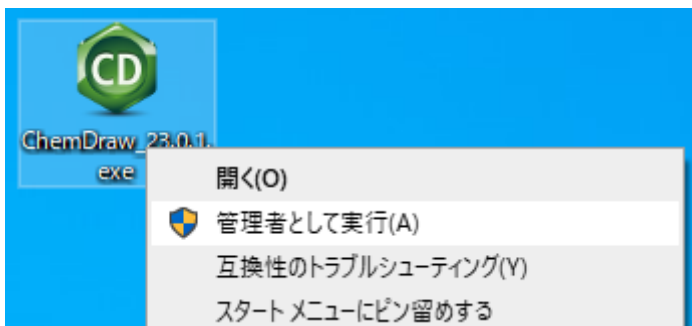 CD
ChemDraw_23.0.1.
exe
開く(O)
管理者として実行(A)
互換性のトラブルシューティング(Y)
スタート メニューにピン留めする